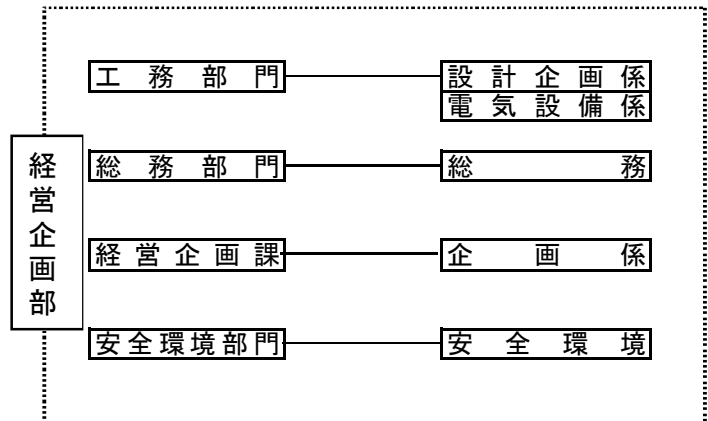 工務部門
設計企画係
電気設備係
経営企画部
総務部門
総務
経営企画課
企画係
安全環境部門
安全環境